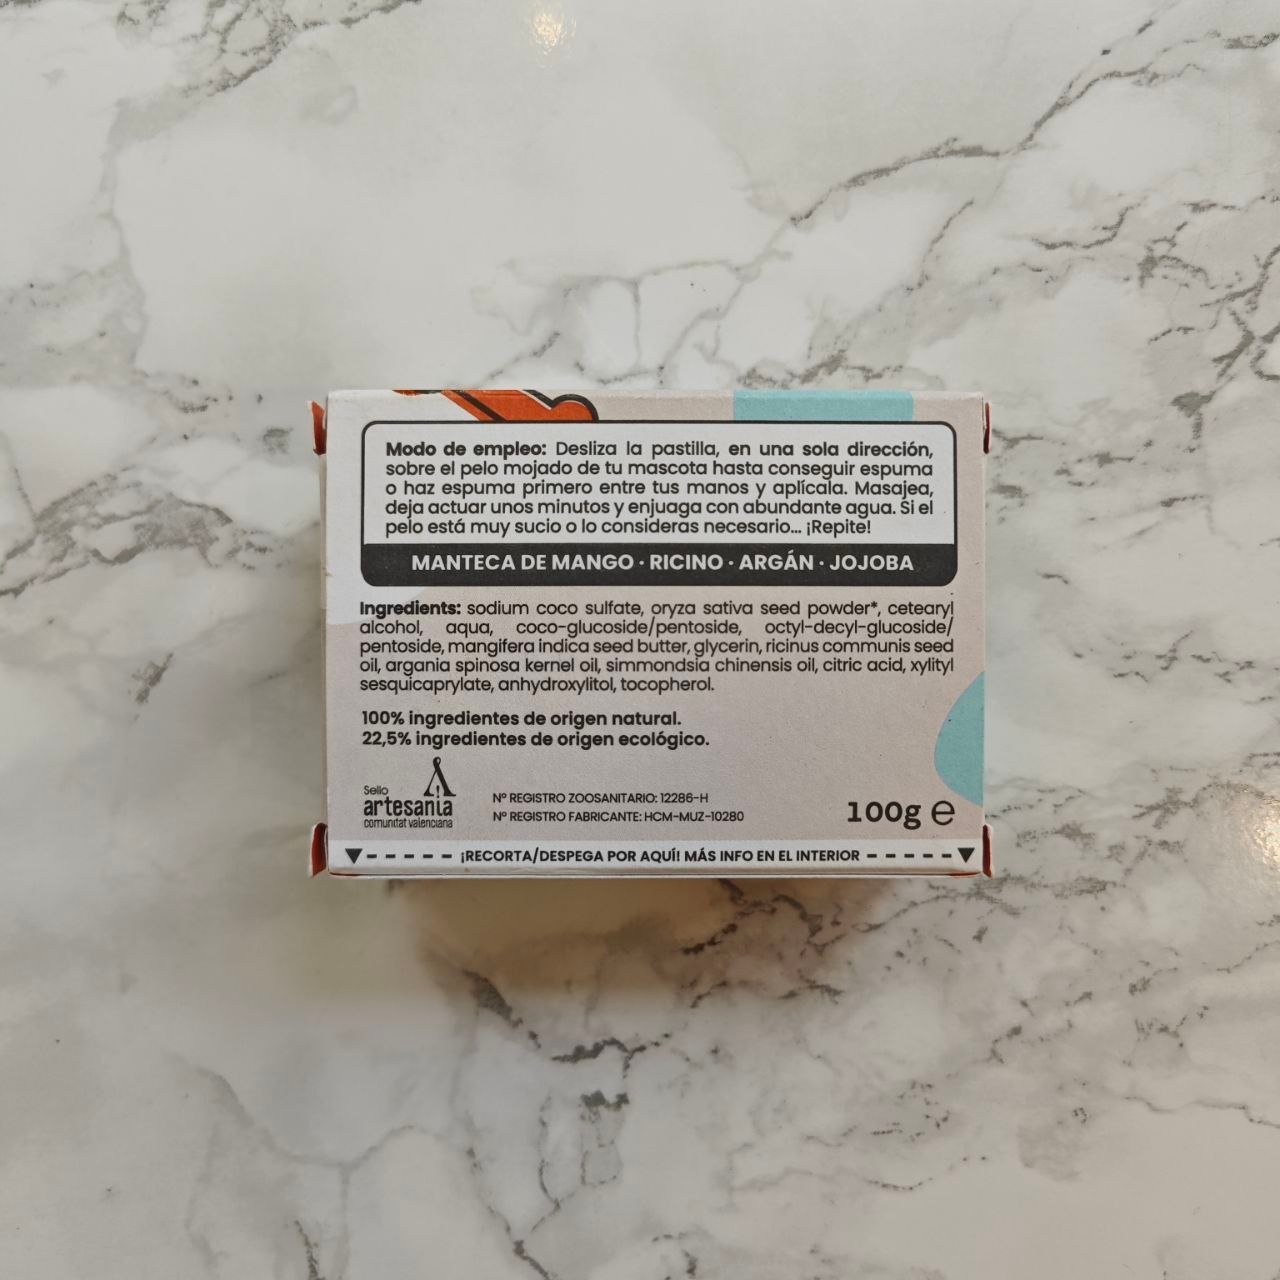 Modo de empleo: Desliza la pastilla, en una sola dirección,
sobre el pelo mojado de tu mascota hasta conseguir espuma
o haz espuma primero entre tus manos y aplícala. Masajea,
deja actuar unos minutos y enjuaga con abundante agua. Si el
pelo está muy sucio o lo consideras necesario... ¡Repite!
MANTECA DE MANGO · RICINO · ARGÁN · JOJOBA
Ingredients: sodium coco sulfate, oryza sativa seed powder*, cetearyl
alcohol, aqua, coco-glucoside/pentoside, octyl-decyl-glucoside/
pentoside, mangifera indica seed butter, glycerin, ricinus communis seed
oil, argania spinosa kernel oil, simmondsia chinensis oil, citric acid, xylityl
sesquicaprylate, anhydroxylitol, tocopherol.
100% ingredientes de origen natural.
22,5% ingredientes de origen ecológico.
Sello
artesanía
comunitat valenciana
Nº REGISTRO ZOOSANITARIO: 12286-H
Nº REGISTRO FABRICANTE: HCM-MUZ-10280
100g e
¡RECORTA/DESPEGA POR AQUÍ! MÁS INFO EN EL INTERIOR